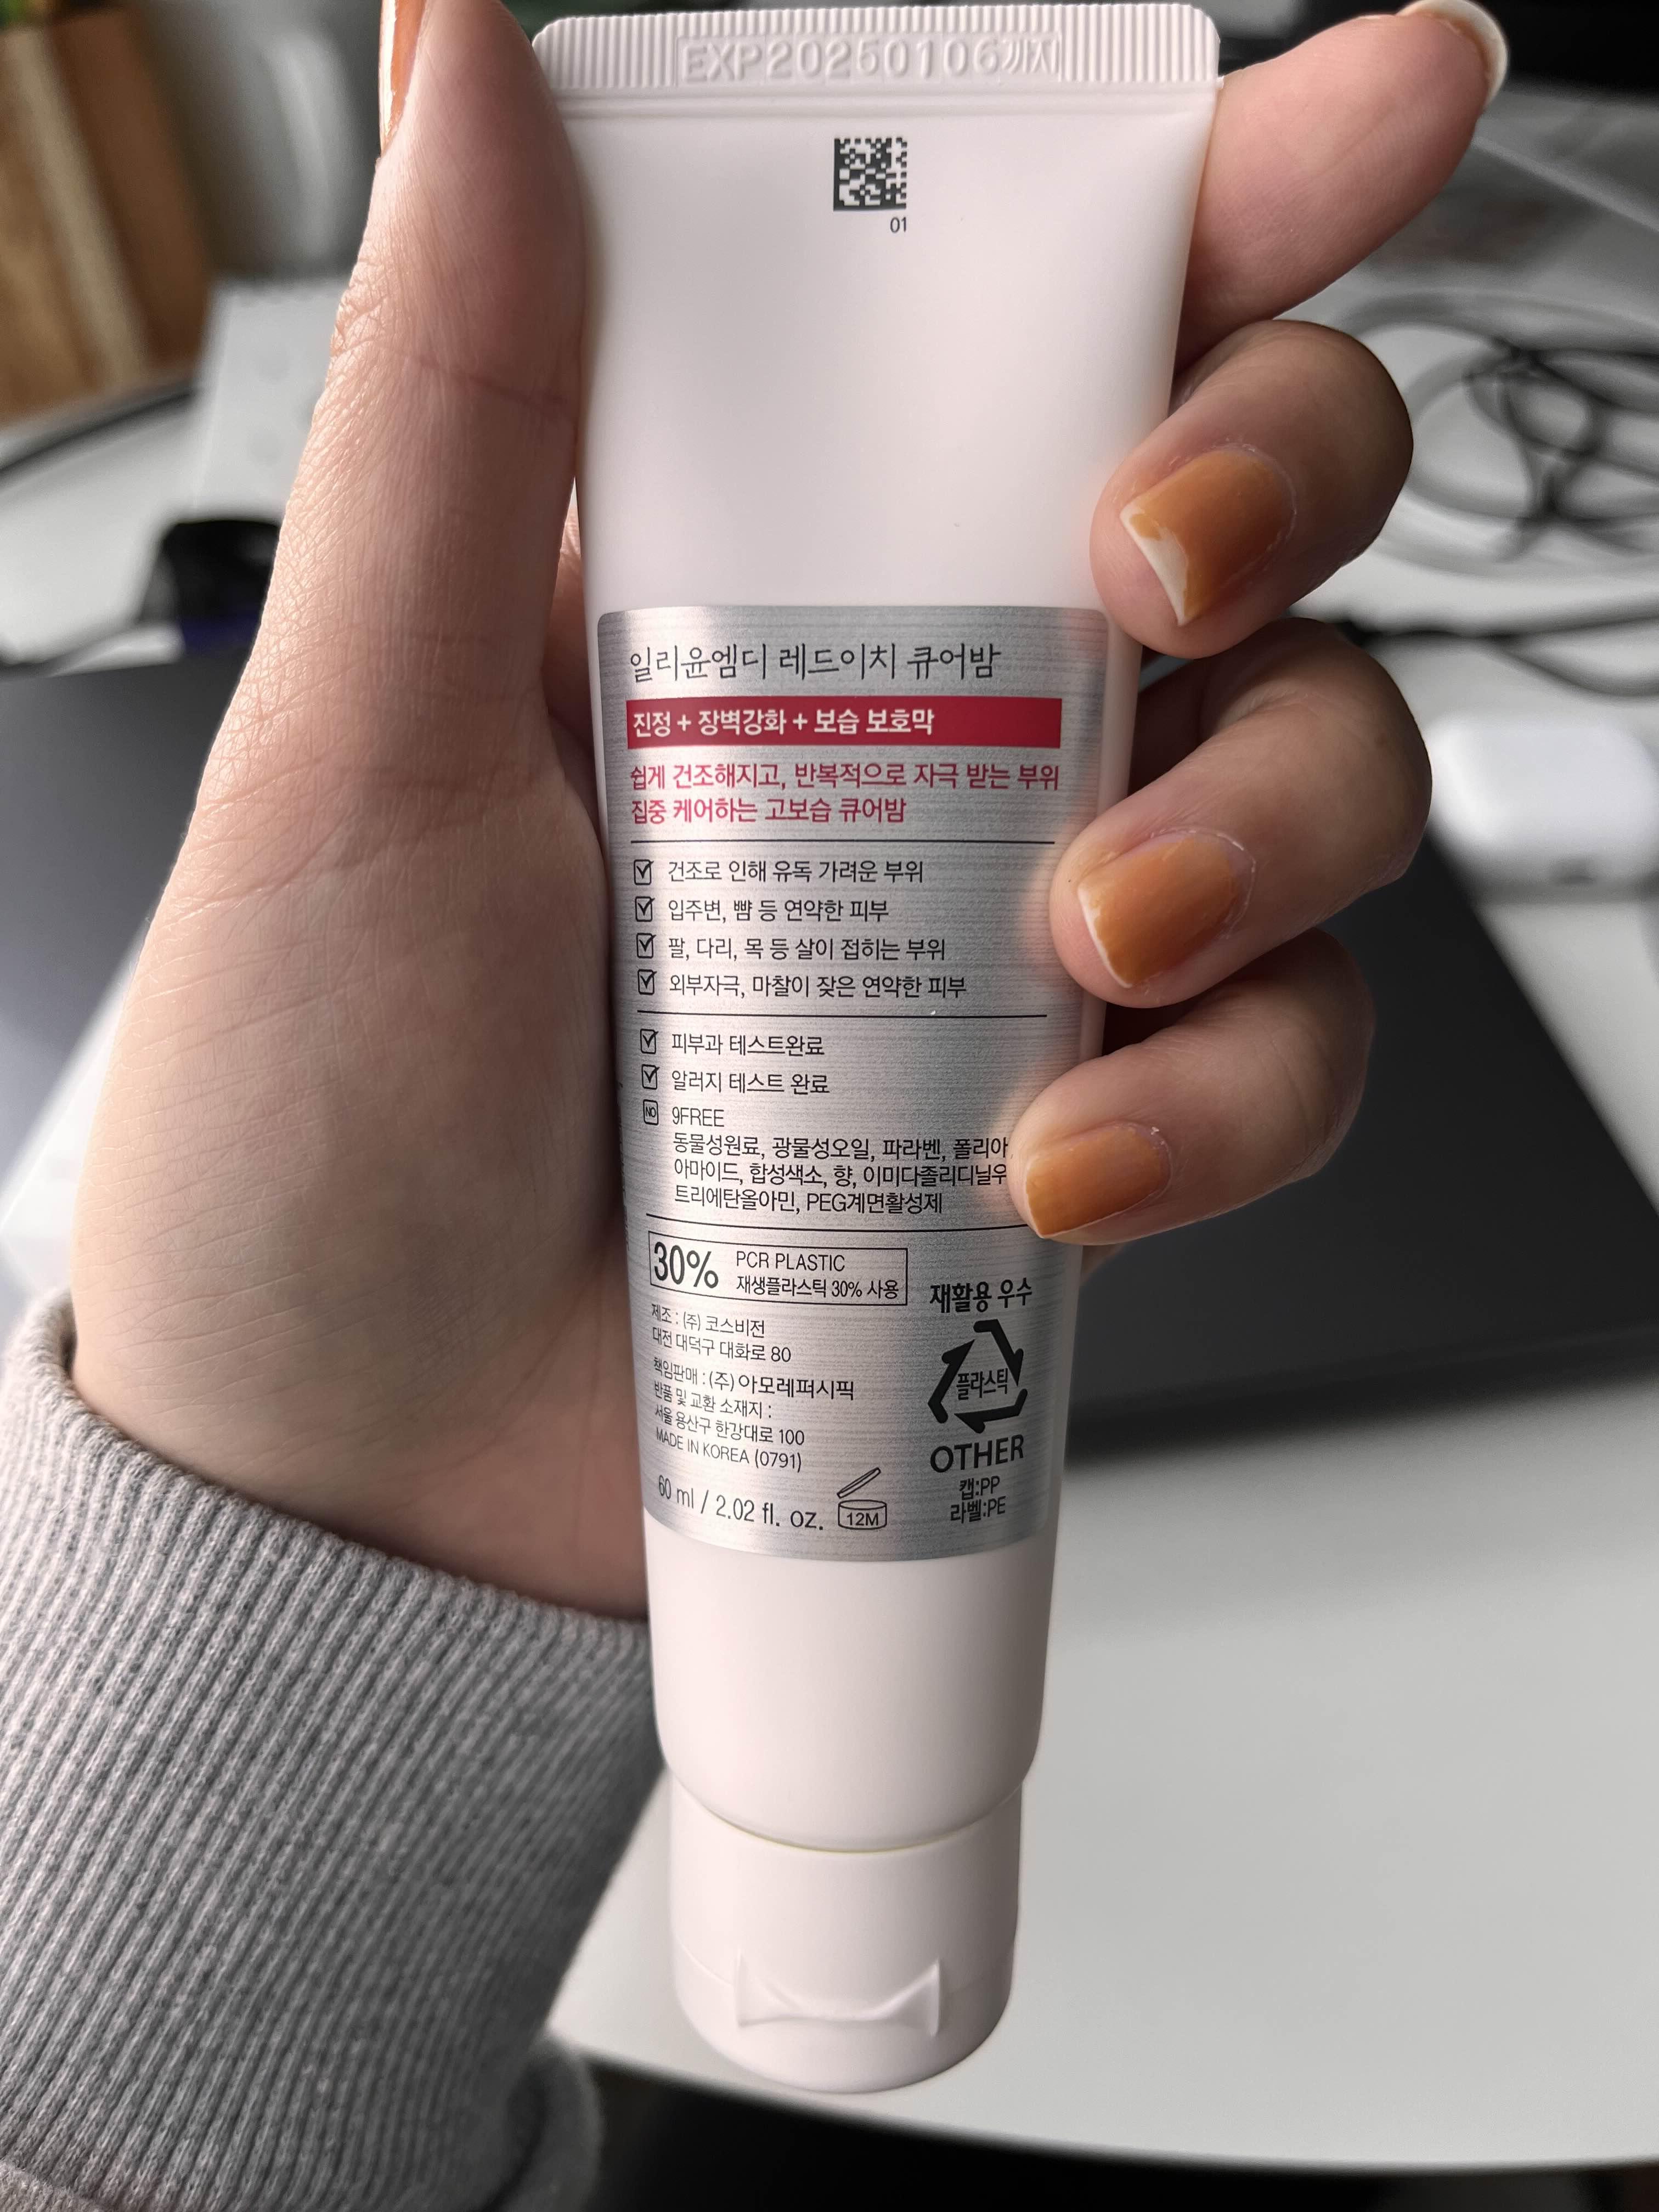 EXP20250106까지
01
일리윤엠디 레드이치 큐어밤
진정 + 장벽강화 + 보습 보호막
쉽게 건조해지고, 반복적으로 자극 받는 부위
집중 케어하는 고보습 큐어밤
건조로 인해 유독 가려운 부위
입주변, 뺨 등 연약한 피부
팔, 다리, 목 등 살이 접히는 부위
외부자극, 마찰이 잦은 연약한 피부
피부과 테스트완료
알러지 테스트 완료
NO 9FREE
동물성원료, 광물성오일, 파라벤,
아마이드, 합성색소, 향,
트리에탄올아민, PEG계면활성제
30% PCR PLASTIC
재생플라스틱 30% 사용
제조 : (주) 코스비전
대전 대덕구 대화로 80
책임판매 : (주) 아모레퍼시픽
반품 및 교환 소재지 :
서울 용산구 한강대로 100
MADE IN KOREA (0791)
60 ml / 2.02 fl. oz.
12M
재활용 우수
플라스틱
OTHER
캡:PP
라벨:PE